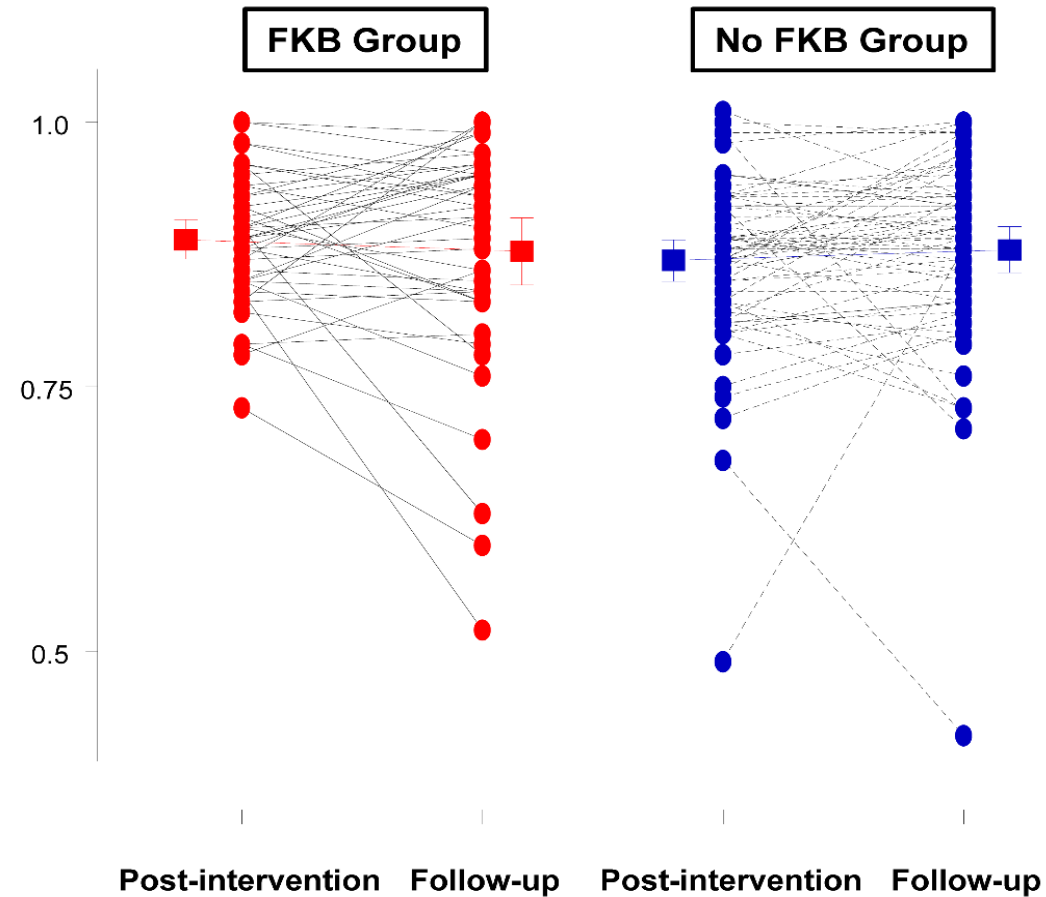 FKB Group
No FKB Group
1.0
0.75
0.5
Post-intervention Follow-up Post-intervention Follow-up